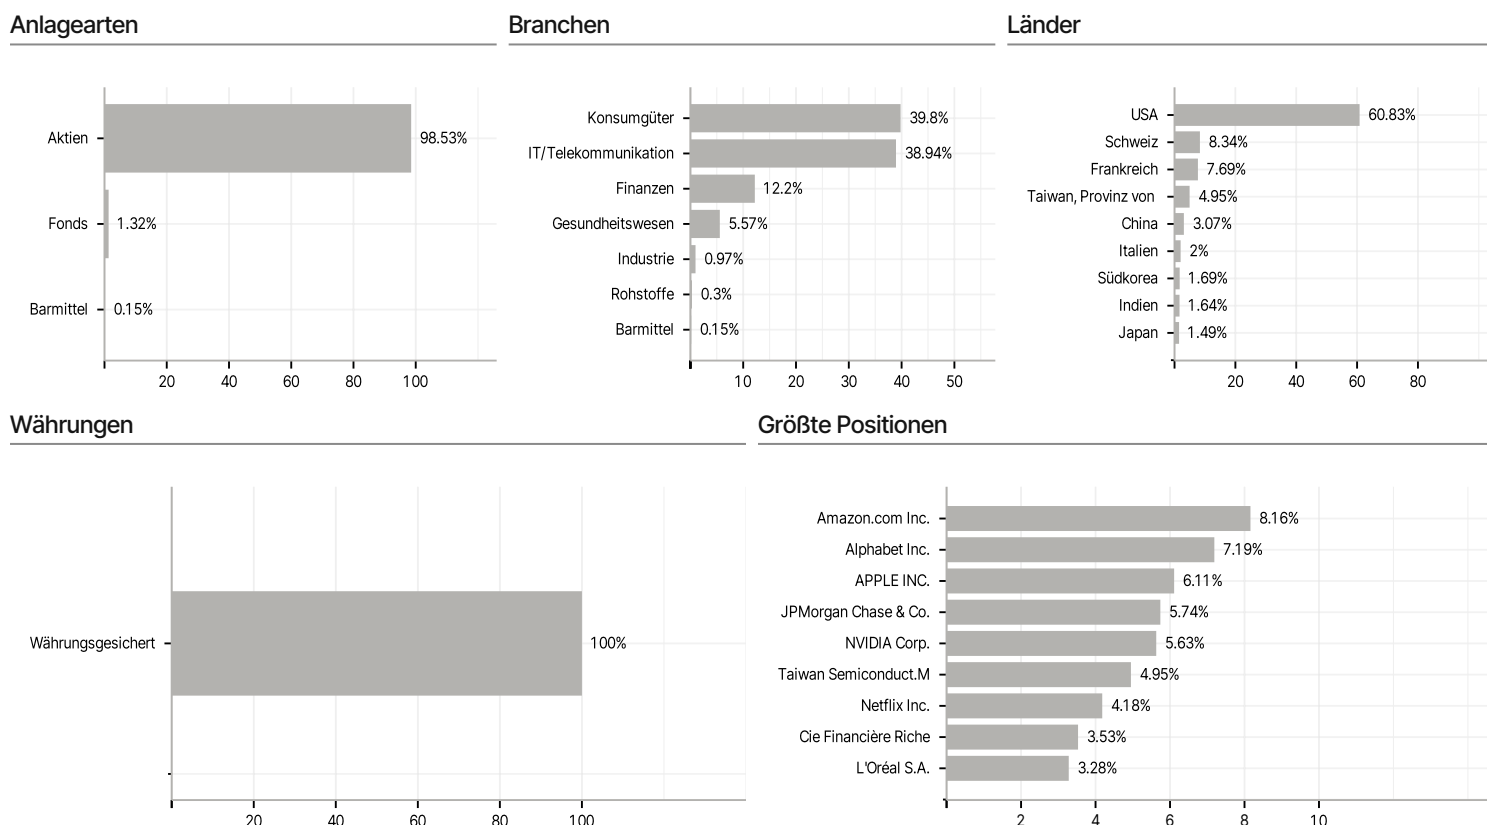 Anlagearten
Aktien 98.53%
Fonds 1.32%
Barmittel 0.15%
20 40 60 80 100
Branchen
Konsumgüter 39.8%
IT/Telekommunikation 38.94%
Finanzen 12.2%
Gesundheitswesen 5.57%
Industrie 0.97%
Rohstoffe 0.3%
Barmittel 0.15%
10 20 30 40 50
Länder
USA 60.83%
Schweiz 8.34%
Frankreich 7.69%
Taiwan, Provinz von 4.95%
China 3.07%
Italien 2%
Südkorea 1.69%
Indien 1.64%
Japan 1.49%
20 40 60 80
Währungen
Währungsgesichert 100%
20 40 60 80 100
Größte Positionen
Amazon.com Inc. 8.16%
Alphabet Inc. 7.19%
APPLE INC. 6.11%
JPMorgan Chase & Co. 5.74%
NVIDIA Corp. 5.63%
Taiwan Semiconduct.M 4.95%
Netflix Inc. 4.18%
Cie Financière Riche 3.53%
L'Oréal S.A. 3.28%
2 4 6 8 10